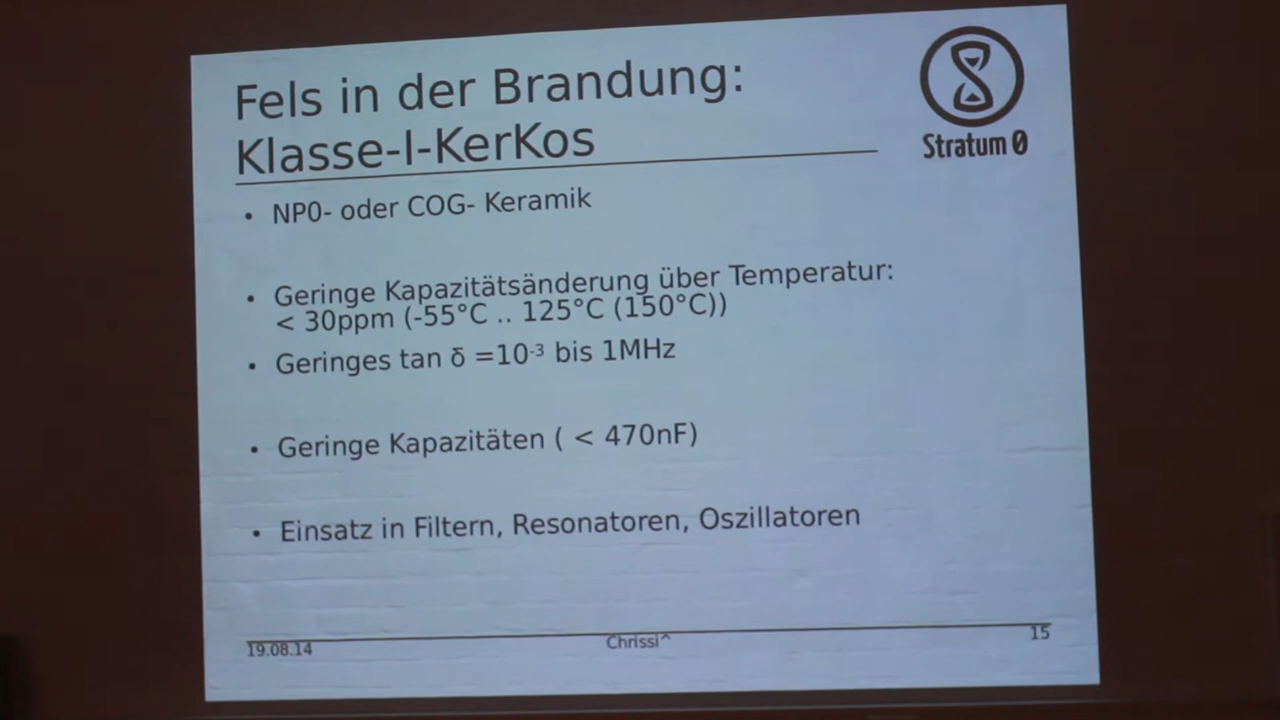 Fels in der Brandung:
Klasse-I-KerKos
Stratum 0
• NP0- oder COG- Keramik
• Geringe Kapazitätsänderung über Temperatur:
< 30ppm (-55°C .. 125°C (150°C))
• Geringes tan δ =10⁻³ bis 1MHz
• Geringe Kapazitäten ( < 470nF)
• Einsatz in Filtern, Resonatoren, Oszillatoren
19.08.14
Chrissi^
15